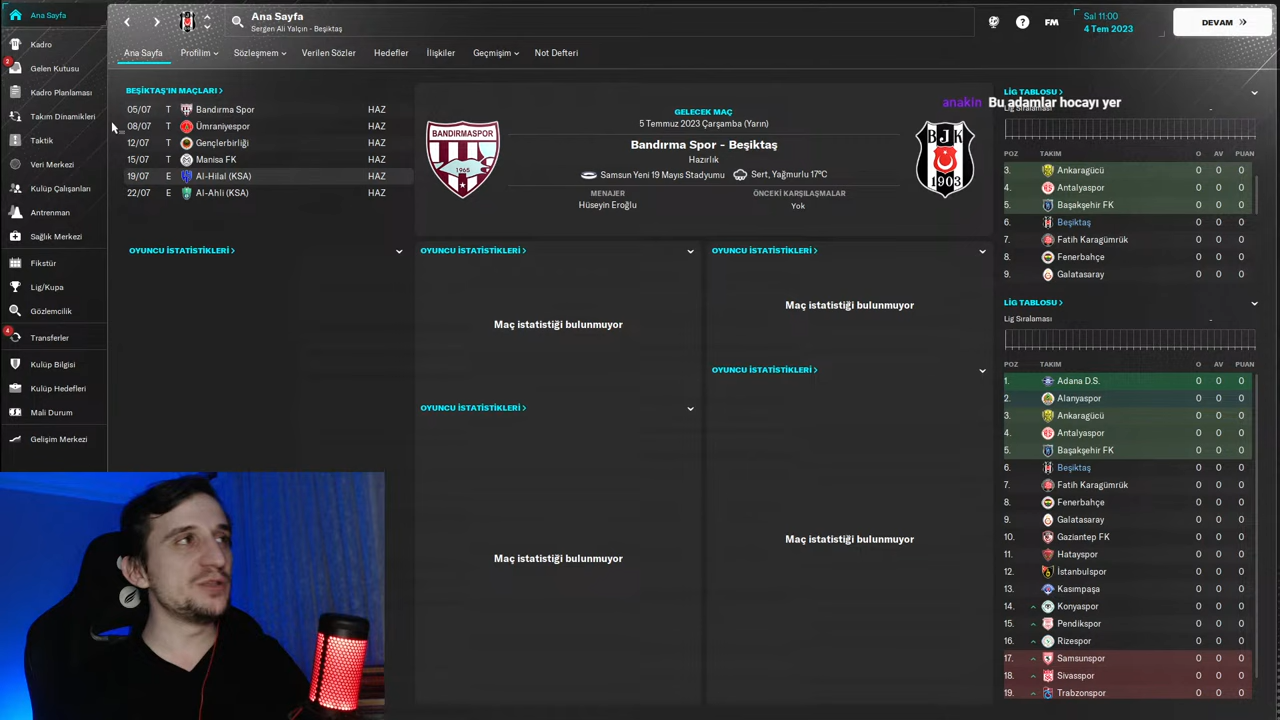 Ana Sayfa
Kadro
2
Gelen Kutusu
Kadro Planlaması
Takım Dinamikleri
Taktik
Veri Merkezi
Kulüp Çalışanları
Antrenman
Sağlık Merkezi
Fikstür
Lig/Kupa
Gözlemcilik
4
Transferler
Kulüp Bilgisi
Kulüp Hedefleri
Mali Durum
Gelişim Merkezi
Ana Sayfa
Sergen Ali Yalçın - Beşiktaş
FM
Sal 11:00
4 Tem 2023
DEVAM
Ana Sayfa Profilim Sözleşmem Verilen Sözler Hedefler İlişkiler Geçmişim Not Defteri
BEŞİKTAŞ'IN MAÇLARI
05/07 T Bandırma Spor HAZ
08/07 T Ümraniyespor HAZ
12/07 T Gençlerbirliği HAZ
15/07 T Manisa FK HAZ
19/07 E Al-Hilal (KSA) HAZ
22/07 E Al-Ahli (KSA) HAZ
BANDIRMASPOR
1965
GELECEK MAÇ
5 Temmuz 2023 Çarşamba (Yarın)
Bandırma Spor - Beşiktaş
Hazırlık
Samsun Yeni 19 Mayıs Stadyumu Sert, Yağmurlu 17°C
MENAJER
Hüseyin Eroğlu
ÖNCEKİ KARŞILAŞMALAR
Yok
BJK
1903
anakin Bu adamlar hocayı yer
OYUNCU İSTATİSTİKLERİ
OYUNCU İSTATİSTİKLERİ
Maç istatistiği bulunmuyor
OYUNCU İSTATİSTİKLERİ
Maç istatistiği bulunmuyor
OYUNCU İSTATİSTİKLERİ
Maç istatistiği bulunmuyor
OYUNCU İSTATİSTİKLERİ
Maç istatistiği bulunmuyor
LİG TABLOSU
Lig Sıralaması -
POZ TAKIM O AV PUAN
3. Ankaragücü 0 0 0
4. Antalyaspor 0 0 0
5. Başakşehir FK 0 0 0
6. Beşiktaş 0 0 0
7. Fatih Karagümrük 0 0 0
8. Fenerbahçe 0 0 0
9. Galatasaray 0 0 0
LİG TABLOSU
Lig Sıralaması -
POZ TAKIM O AV PUAN
1. Adana D.S. 0 0 0
2. Alanyaspor 0 0 0
3. Ankaragücü 0 0 0
4. Antalyaspor 0 0 0
5. Başakşehir FK 0 0 0
6. Beşiktaş 0 0 0
7. Fatih Karagümrük 0 0 0
8. Fenerbahçe 0 0 0
9. Galatasaray 0 0 0
10. Gaziantep FK 0 0 0
11. Hatayspor 0 0 0
12. İstanbulspor 0 0 0
13. Kasımpaşa 0 0 0
14. Konyaspor 0 0 0
15. Pendikspor 0 0 0
16. Rizespor 0 0 0
17. Samsunspor 0 0 0
18. Sivasspor 0 0 0
19. Trabzonspor 0 0 0